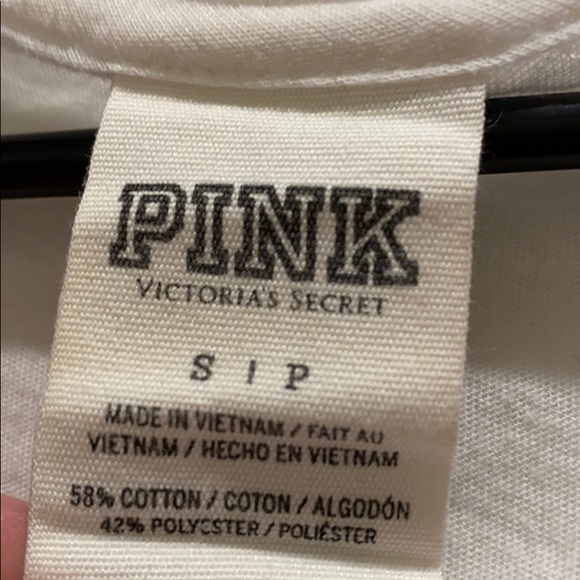 PINK
VICTORIA'S SECRET
S | P
MADE IN VIETNAM / FAIT AU
VIETNAM / HECHO EN VIETNAM
58% COTTON / COTON / ALGODÓN
42% POLYESTER / POLIÉSTER